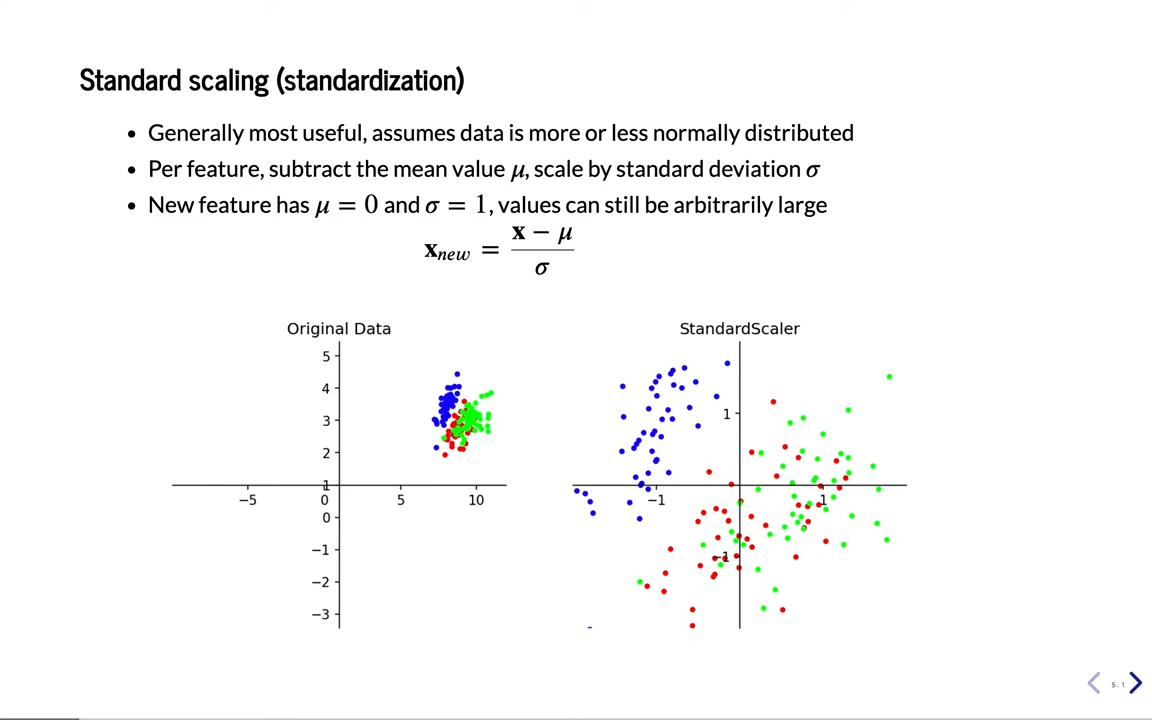 Standard scaling (standardization)
• Generally most useful, assumes data is more or less normally distributed
• Per feature, subtract the mean value μ, scale by standard deviation σ
• New feature has μ = 0 and σ = 1, values can still be arbitrarily large
x_new = (x − μ) / σ
Original Data
StandardScaler
5
4
3
2
1
0
−1
−2
−3
−5
0
5
10
1
−1
−1
1
5.1